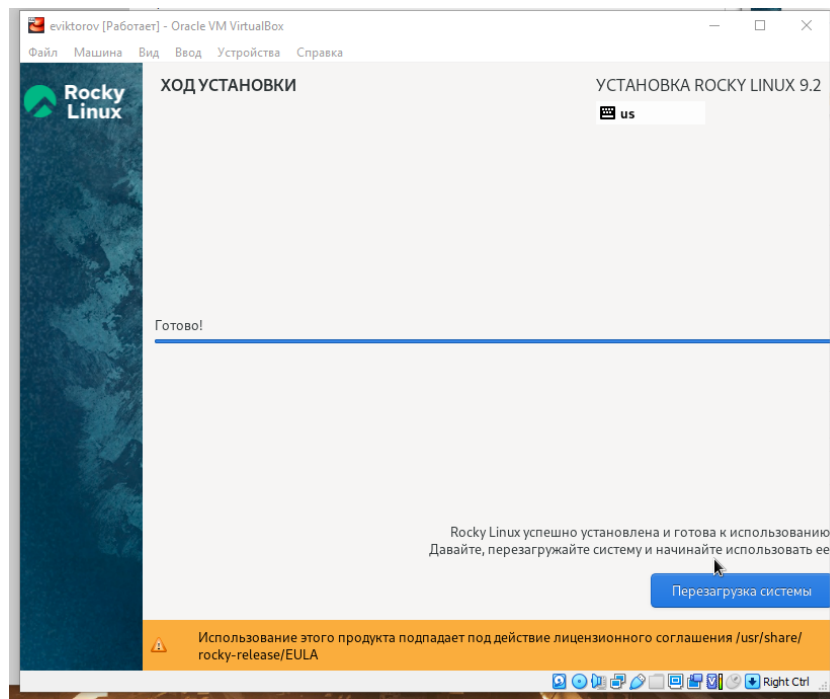 eviktorov [Работает] - Oracle VM VirtualBox
Файл Машина Вид Ввод Устройства Справка
Rocky
Linux
ХОД УСТАНОВКИ
УСТАНОВКА ROCKY LINUX 9.2
us
Готово!
Rocky Linux успешно установлена и готова к использованию
Давайте, перезагружайте систему и начинайте использовать ее
Перезагрузка системы
Использование этого продукта подпадает под действие лицензионного соглашения /usr/share/
rocky-release/EULA
Right Ctrl